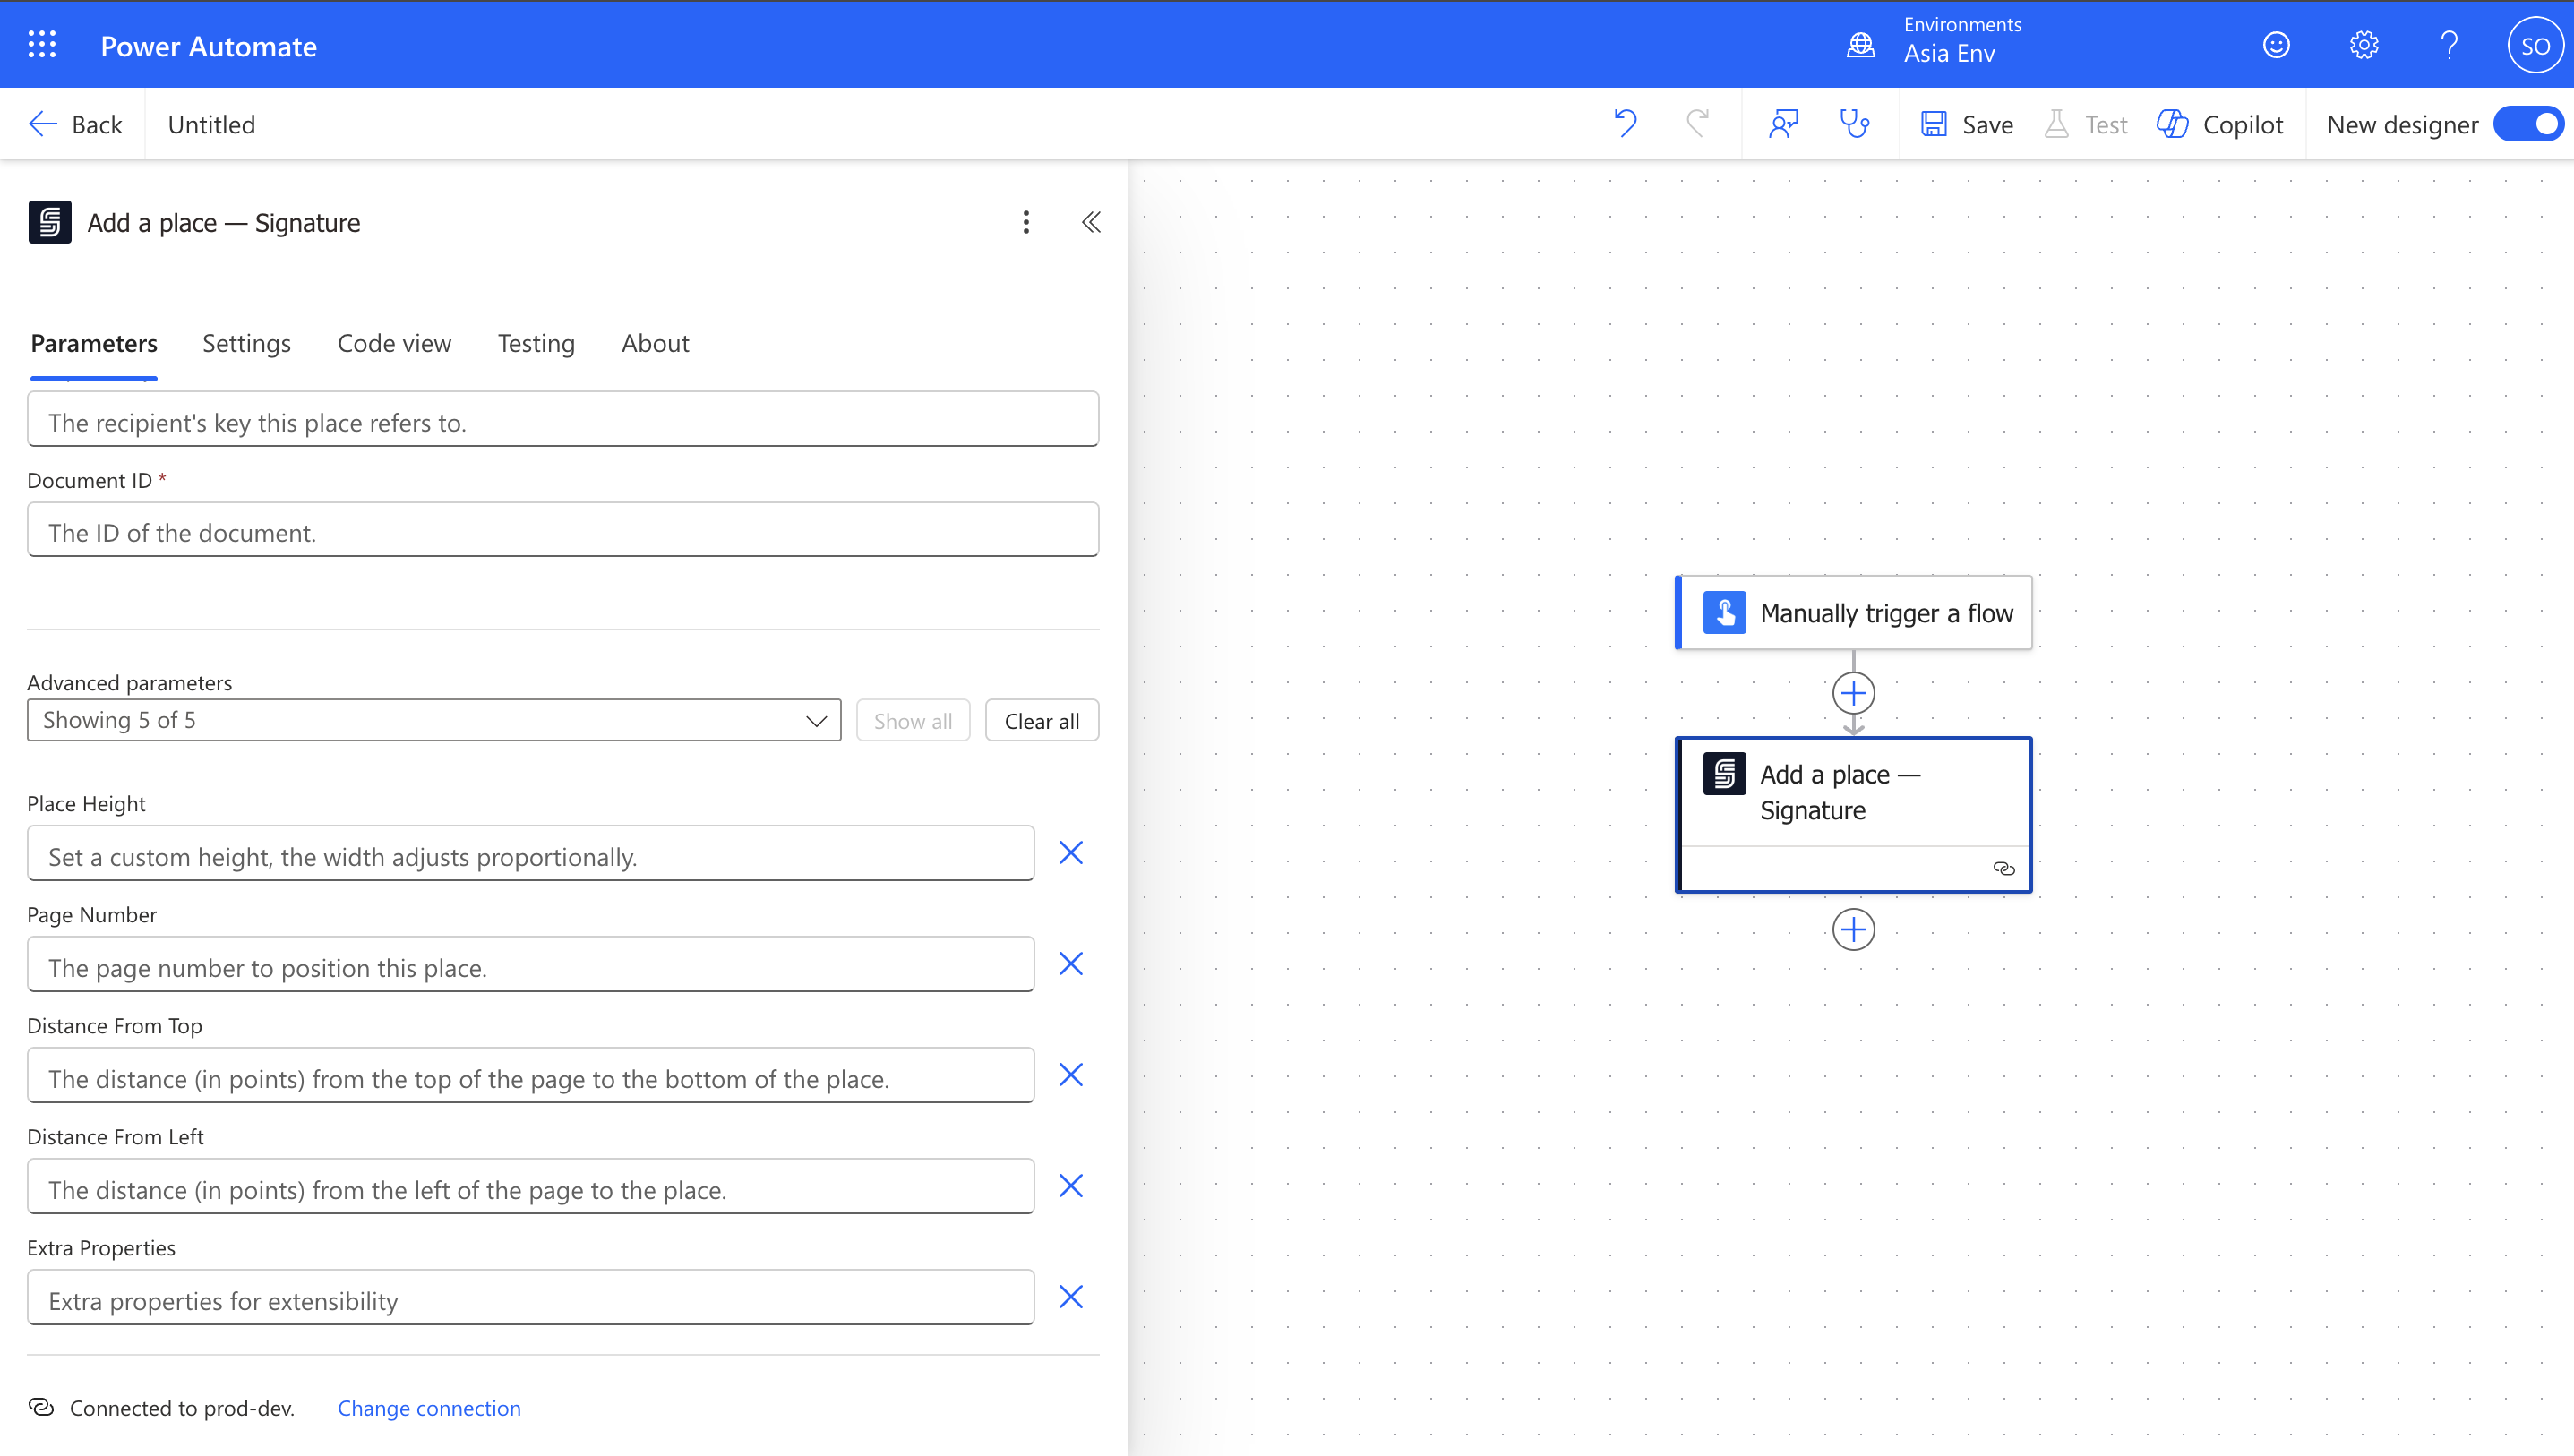 Power Automate
Environments
Asia Env
SO
Back
Untitled
Save
Test
Copilot
New designer
Add a place — Signature
Parameters
Settings
Code view
Testing
About
The recipient's key this place refers to.
Document ID *
The ID of the document.
Advanced parameters
Showing 5 of 5
Show all
Clear all
Place Height
Set a custom height, the width adjusts proportionally.
Page Number
The page number to position this place.
Distance From Top
The distance (in points) from the top of the page to the bottom of the place.
Distance From Left
The distance (in points) from the left of the page to the place.
Extra Properties
Extra properties for extensibility
Connected to prod-dev.
Change connection
Manually trigger a flow
Add a place —
Signature